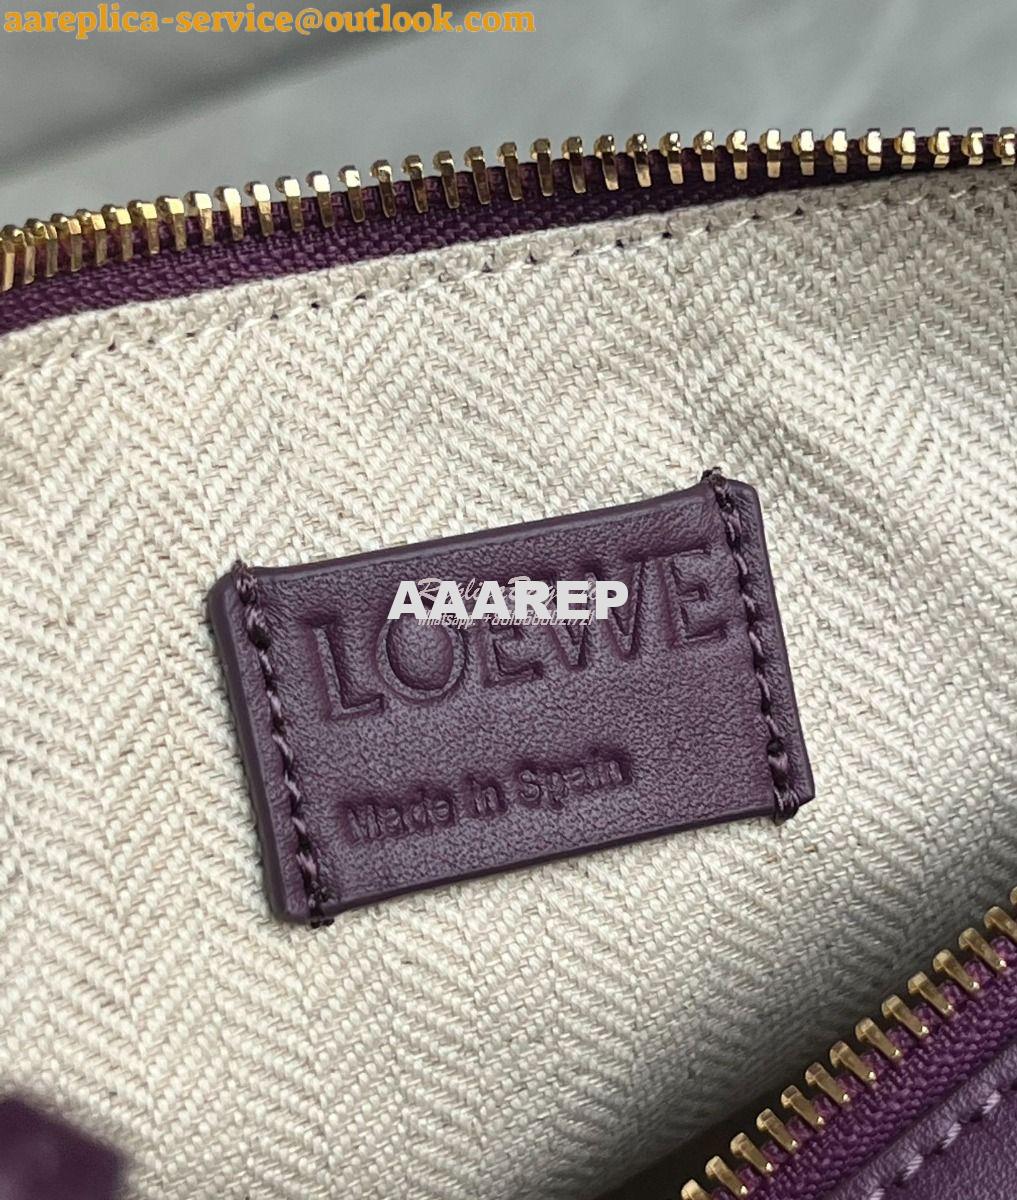 aareplica-service@outlook.com
AAAREP
LOEWE
Made in Spain